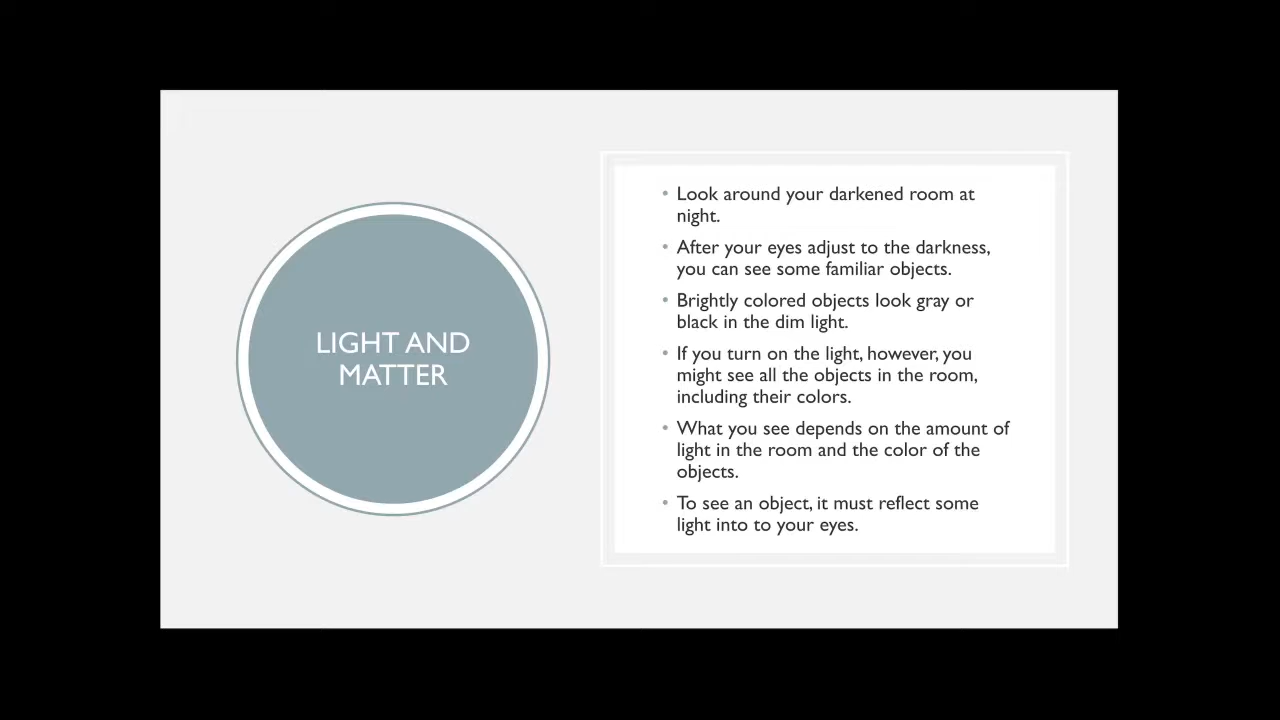 LIGHT AND
MATTER
• Look around your darkened room at
night.
• After your eyes adjust to the darkness,
you can see some familiar objects.
• Brightly colored objects look gray or
black in the dim light.
• If you turn on the light, however, you
might see all the objects in the room,
including their colors.
• What you see depends on the amount of
light in the room and the color of the
objects.
• To see an object, it must reflect some
light into to your eyes.